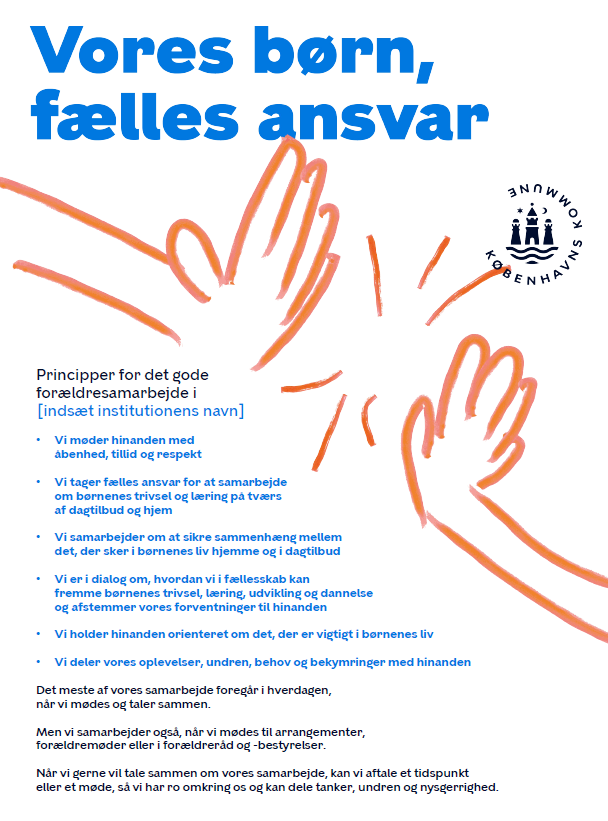 Vores børn,
fælles ansvar
KØBENHAVNS KOMMUNE
Principper for det gode
forældresamarbejde i
[indsæt institutionens navn]
• Vi møder hinanden med
åbenhed, tillid og respekt
• Vi tager fælles ansvar for at samarbejde
om børnenes trivsel og læring på tværs
af dagtilbud og hjem
• Vi samarbejder om at sikre sammenhæng mellem
det, der sker i børnenes liv hjemme og i dagtilbud
• Vi er i dialog om, hvordan vi i fællesskab kan
fremme børnenes trivsel, læring, udvikling og dannelse
og afstemmer vores forventninger til hinanden
• Vi holder hinanden orienteret om det, der er vigtigt i børnenes liv
• Vi deler vores oplevelser, undren, behov og bekymringer med hinanden
Det meste af vores samarbejde foregår i hverdagen,
når vi mødes og taler sammen.
Men vi samarbejder også, når vi mødes til arrangementer,
forældremøder eller i forældreråd og -bestyrelser.
Når vi gerne vil tale sammen om vores samarbejde, kan vi aftale et tidspunkt
eller et møde, så vi har ro omkring os og kan dele tanker, undren og nysgerrighed.